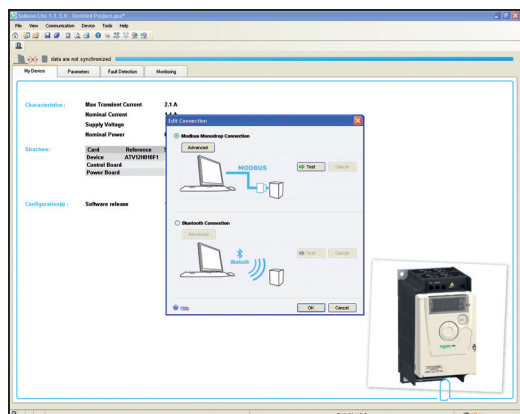 SoMove Lite 1.1.5.0 - Untitled Project.psx*
File View Communication Device Tools Help
data are not synchronized
My Device Parameters Fault Detection Monitoring
Characteristics :
Max Transient Current 2.1 A
Nominal Current
Supply Voltage
Nominal Power
Structure:
Card Reference
Device ATV12H018F1
Control Board
Power Board
Configuration(s) :
Software release
Edit Connection
Modbus Monodrop Connection
Advanced
MODBUS
Test Cancel
Bluetooth Connection
Advanced
Bluetooth
Test Cancel
Help
OK Cancel